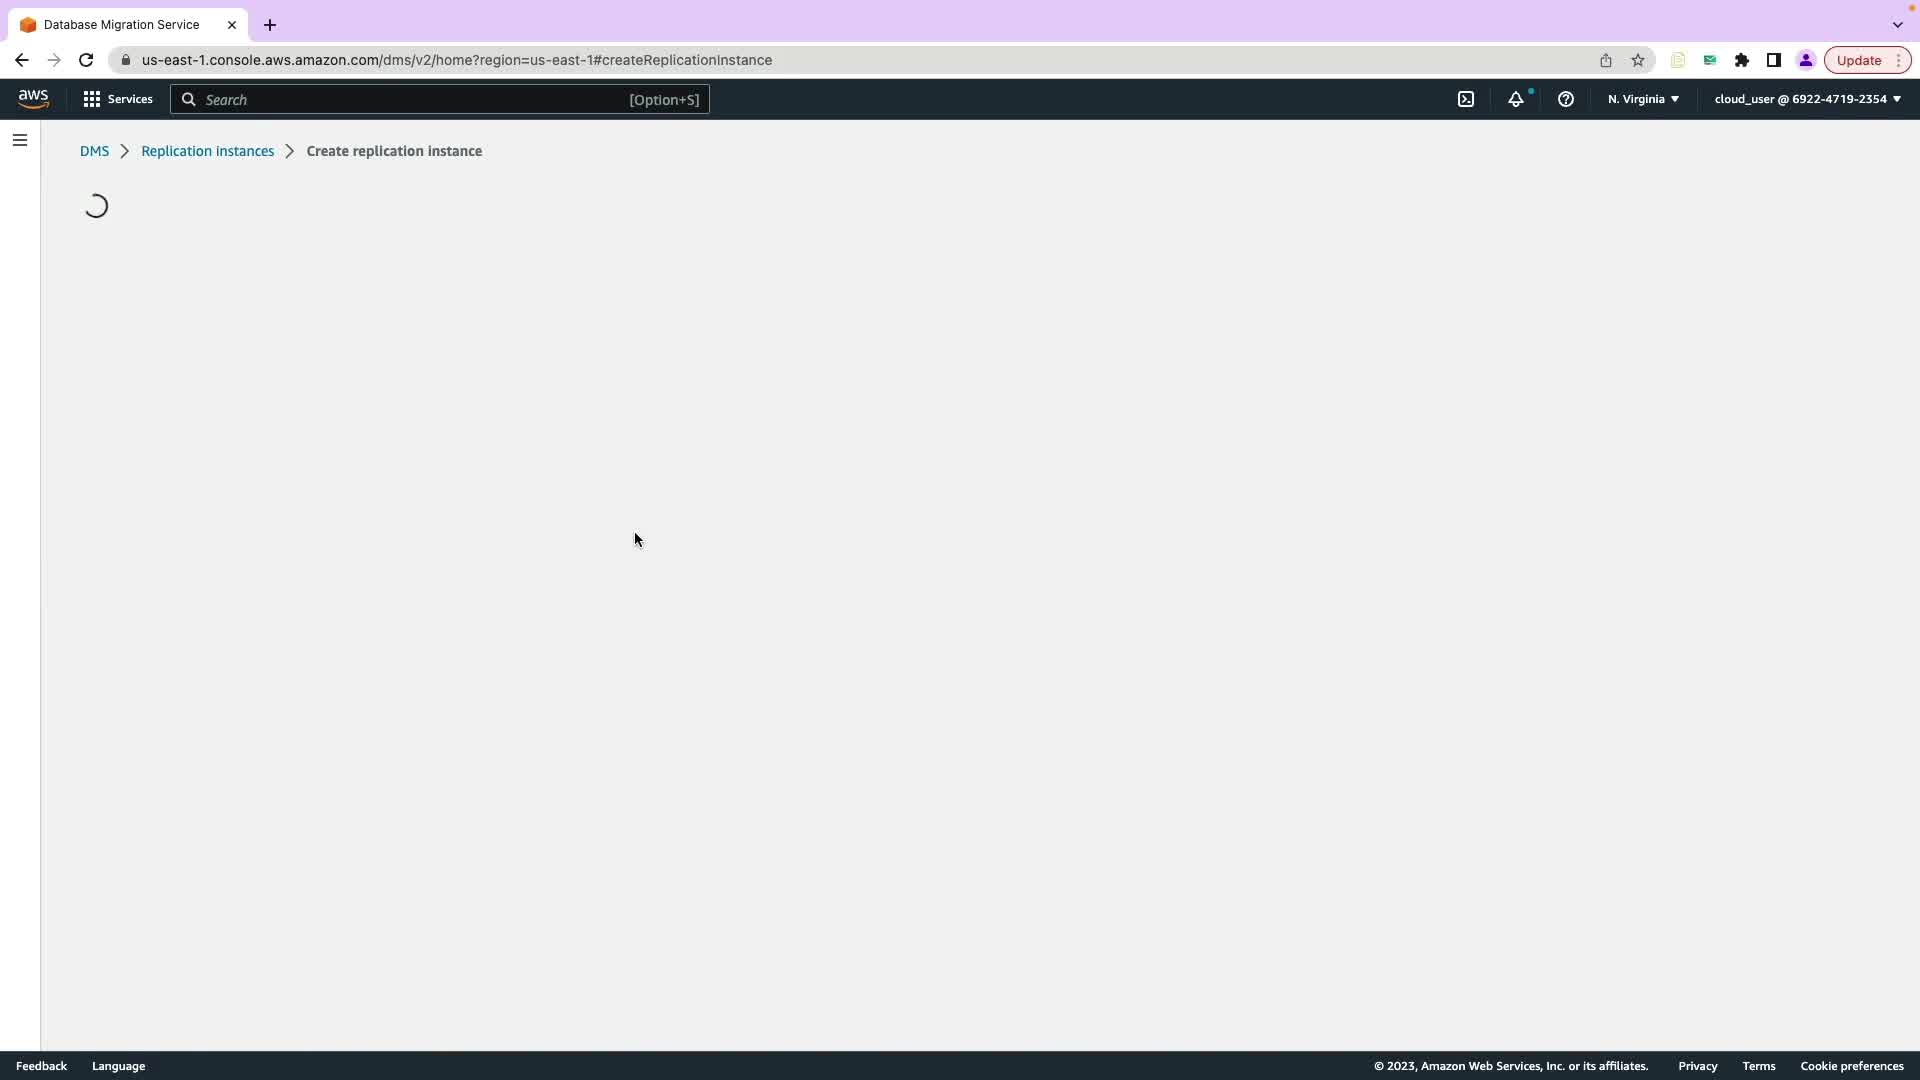 Database Migration Service
us-east-1.console.aws.amazon.com/dms/v2/home?region=us-east-1#createReplicationInstance
Update
aws
Services
Search
[Option+S]
N. Virginia
cloud_user @ 6922-4719-2354
DMS
Replication instances
Create replication instance
Feedback
Language
© 2023, Amazon Web Services, Inc. or its affiliates.
Privacy
Terms
Cookie preferences